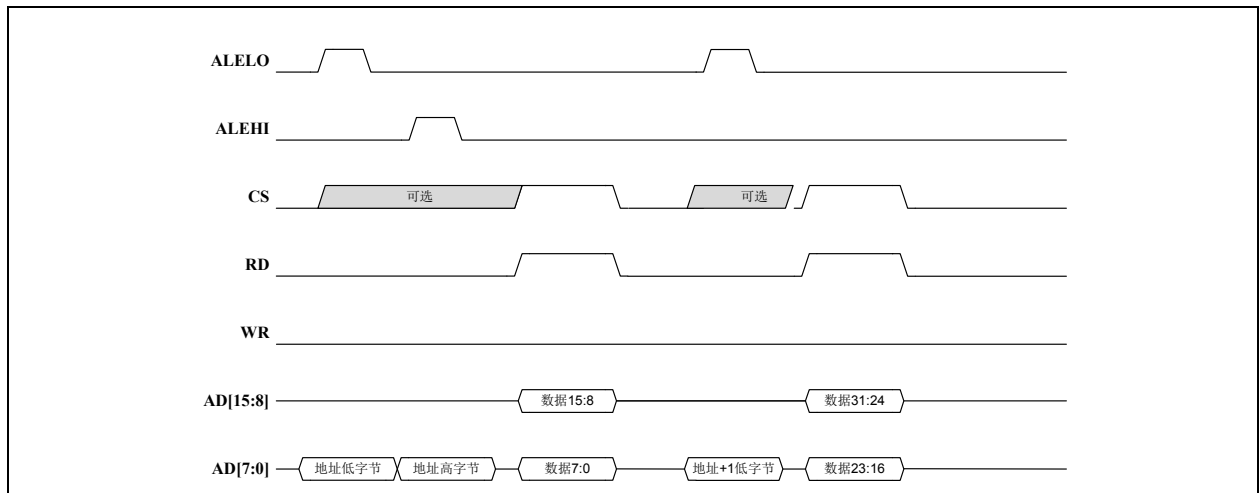 ALELO
ALEHI
CS 可选 可选
RD
WR
AD[15:8] 数据15:8 数据31:24
AD[7:0] 地址低字节 地址高字节 数据7:0 地址+1低字节 数据23:16